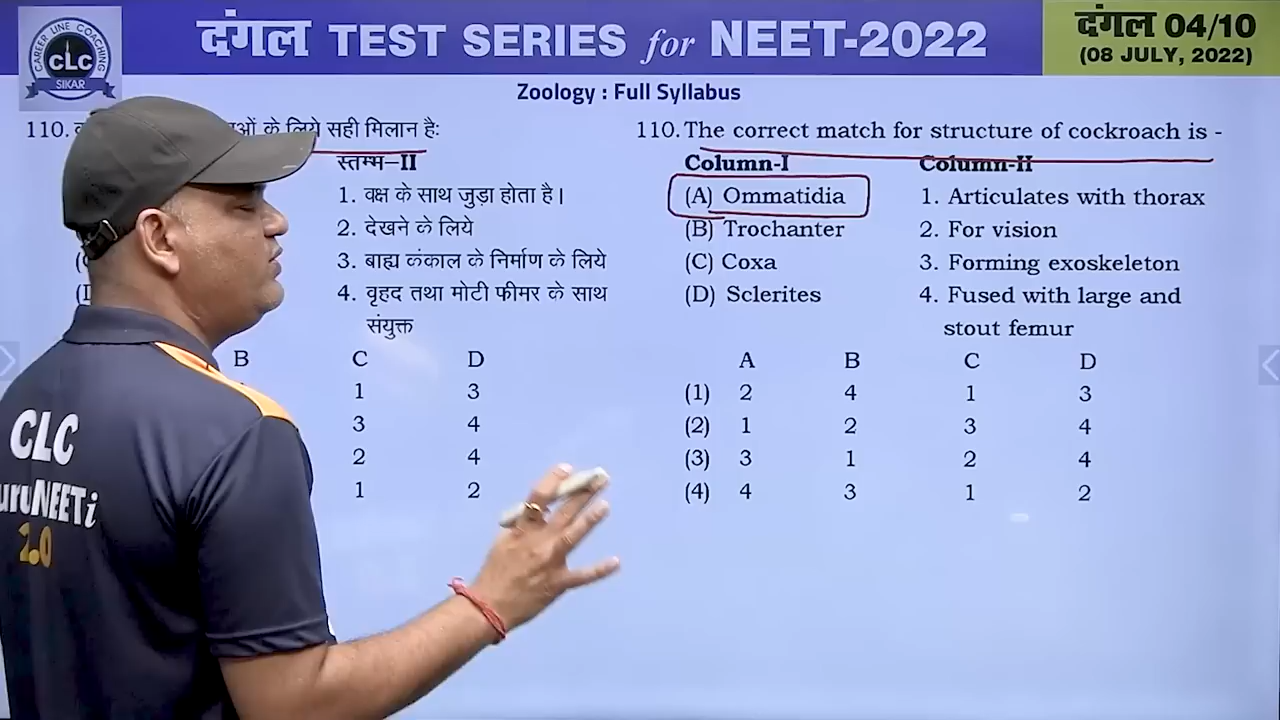 CAREER LINE COACHING
CLC
SIKAR
दंगल TEST SERIES for NEET-2022
दंगल 04/10
(08 JULY, 2022)
Zoology : Full Syllabus
110. के लिये सही मिलान है:
स्तम्भ–II
1. वक्ष के साथ जुड़ा होता है।
2. देखने के लिये
3. बाह्य कंकाल के निर्माण के लिये
4. वृहद तथा मोटी फीमर के साथ
संयुक्त
B C D
1 3
3 4
2 4
1 2
110. The correct match for structure of cockroach is -
Column-I Column-II
(A) Ommatidia 1. Articulates with thorax
(B) Trochanter 2. For vision
(C) Coxa 3. Forming exoskeleton
(D) Sclerites 4. Fused with large and
stout femur
A B C D
(1) 2 4 1 3
(2) 1 2 3 4
(3) 3 1 2 4
(4) 4 3 1 2
CLC
uruNEETi
2.0